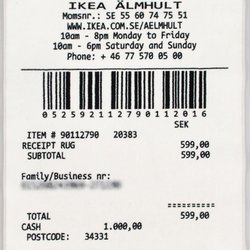 IKEA ÄLMHULT
Momsnr.: SE 55 60 74 75 51
WWW.IKEA.COM.SE/AELMHULT
10am - 8pm Monday to Friday
10am - 6pm Saturday and Sunday
Phone: + 46 77 570 05 00
0526951620900522016
SEK
ITEM # 90112790 20383
RECEIPT RUG 599,00
SUBTOTAL 599,00
Family/Business nr:
TOTAL 599,00
CASH 1.000,00
POSTCODE: 34331